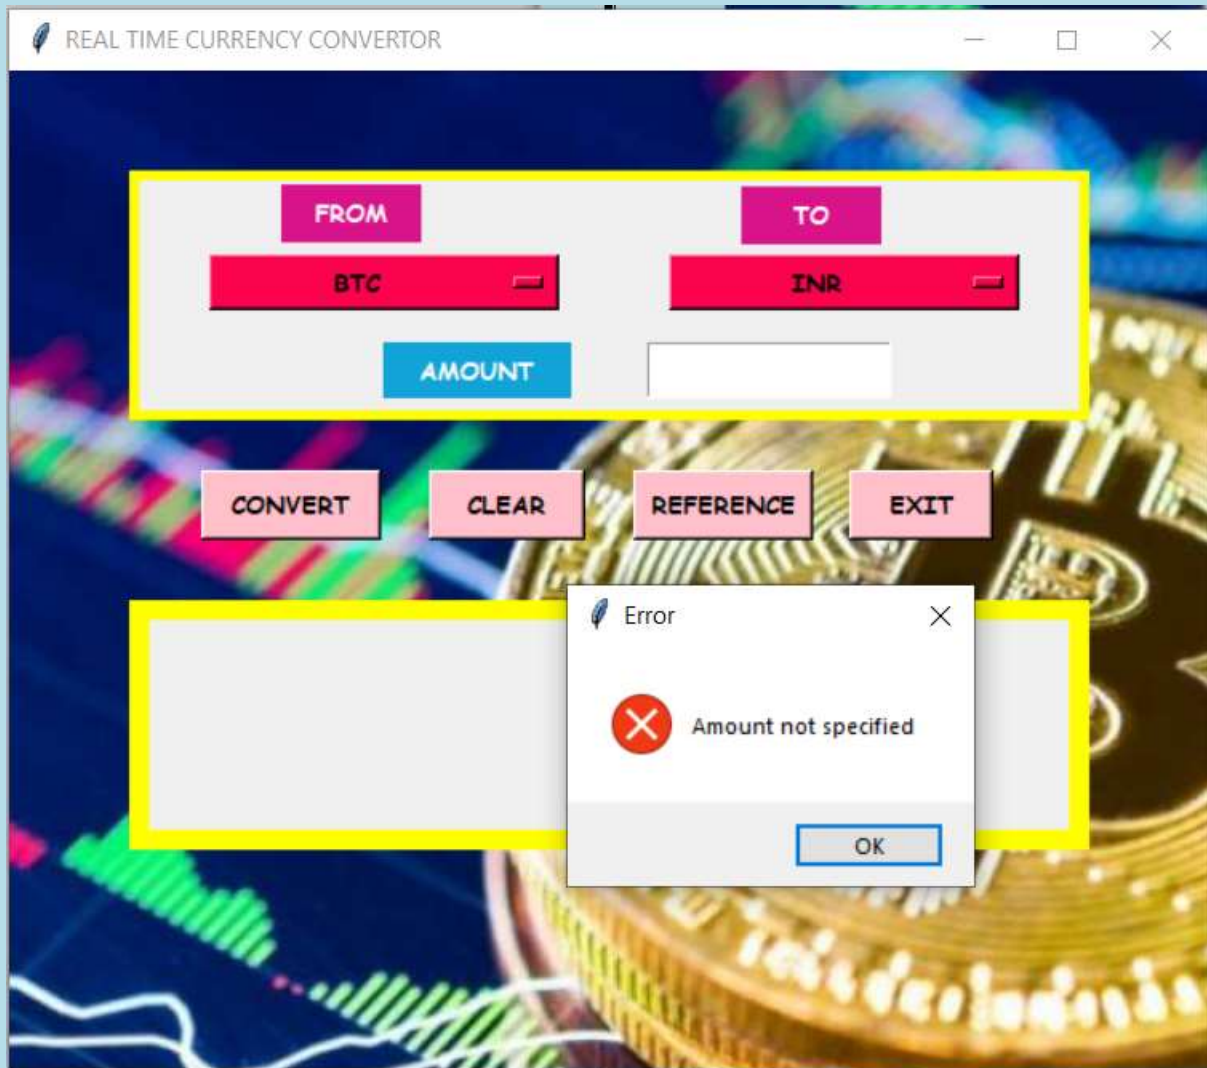 REAL TIME CURRENCY CONVERTOR
FROM
TO
BTC
INR
AMOUNT
CONVERT
CLEAR
REFERENCE
EXIT
Error
Amount not specified
OK